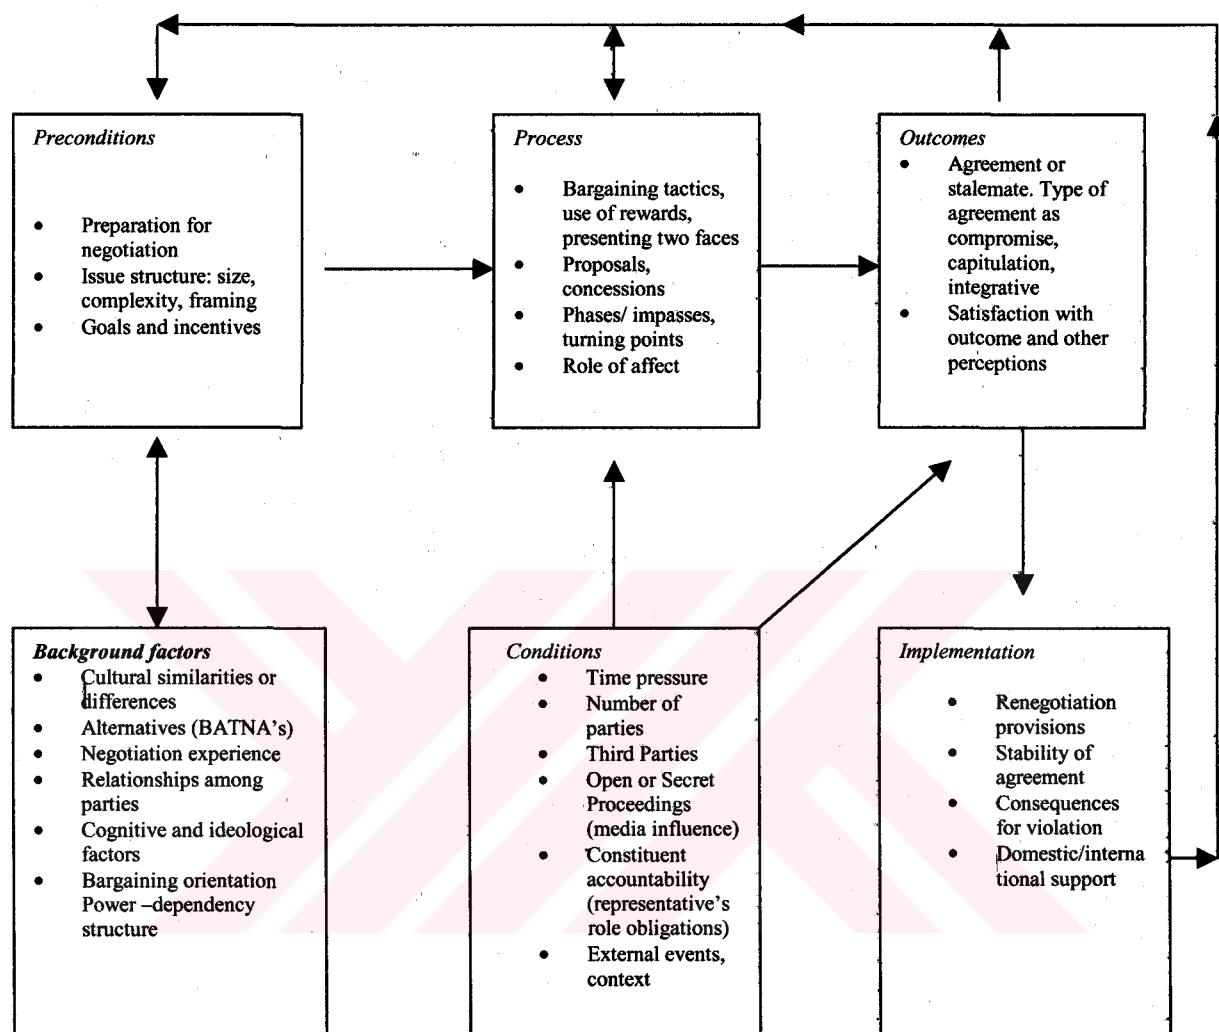 Preconditions
• Preparation for
negotiation
• Issue structure: size,
complexity, framing
• Goals and incentives
Process
• Bargaining tactics,
use of rewards,
presenting two faces
• Proposals,
concessions
• Phases/ impasses,
turning points
• Role of affect
Outcomes
• Agreement or
stalemate. Type of
agreement as
compromise,
capitulation,
integrative
• Satisfaction with
outcome and other
perceptions
Background factors
• Cultural similarities or
differences
• Alternatives (BATNA's)
• Negotiation experience
• Relationships among
parties
• Cognitive and ideological
factors
• Bargaining orientation
Power –dependency
structure
Conditions
• Time pressure
• Number of
parties
• Third Parties
• Open or Secret
Proceedings
(media influence)
• Constituent
accountability
(representative's
role obligations)
• External events,
context
Implementation
• Renegotiation
provisions
• Stability of
agreement
• Consequences
for violation
• Domestic/interna
tional support